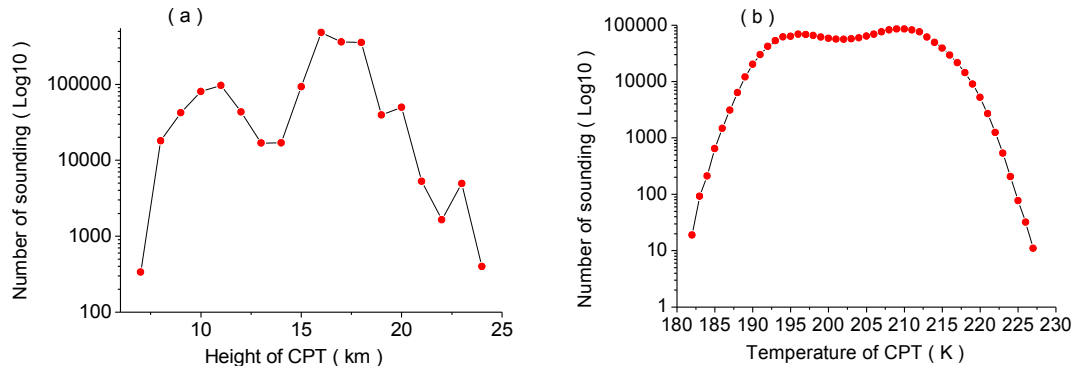 ( a )
Number of sounding ( Log10 )
100000
10000
1000
100
10 15 20 25
Height of CPT ( km )
( b )
Number of sounding ( Log10 )
100000
10000
1000
100
10
1
180 185 190 195 200 205 210 215 220 225 230
Temperature of CPT ( K )